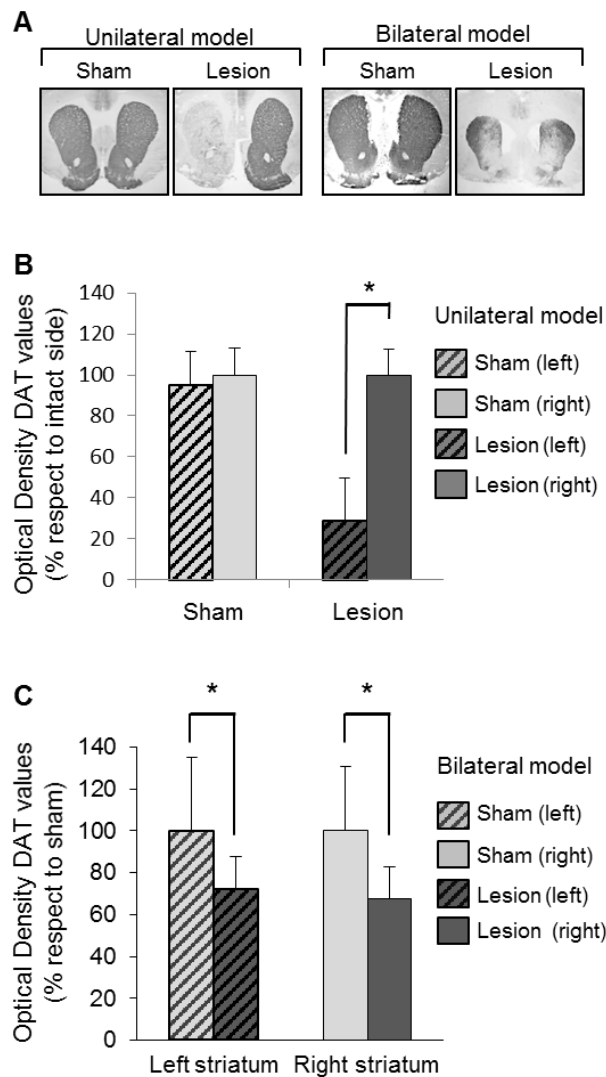 A
Unilateral model
Bilateral model
Sham
Lesion
Sham
Lesion
B
Optical Density DAT values
(% respect to intact side)
140
120
100
80
60
40
20
0
*
Sham
Lesion
Unilateral model
Sham (left)
Sham (right)
Lesion (left)
Lesion (right)
C
Optical Density DAT values
(% respect to sham)
140
120
100
80
60
40
20
0
*
*
Left striatum
Right striatum
Bilateral model
Sham (left)
Sham (right)
Lesion (left)
Lesion (right)